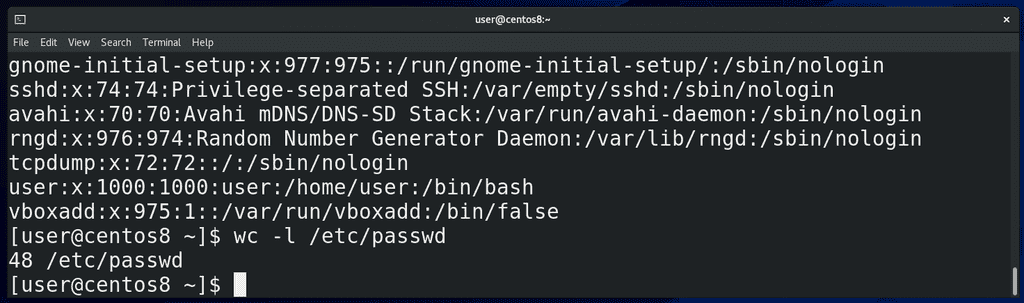 user@centos8:~ ×
File Edit View Search Terminal Help
gnome-initial-setup:x:977:975::/run/gnome-initial-setup/:/sbin/nologin
sshd:x:74:74:Privilege-separated SSH:/var/empty/sshd:/sbin/nologin
avahi:x:70:70:Avahi mDNS/DNS-SD Stack:/var/run/avahi-daemon:/sbin/nologin
rngd:x:976:974:Random Number Generator Daemon:/var/lib/rngd:/sbin/nologin
tcpdump:x:72:72::/:/sbin/nologin
user:x:1000:1000:user:/home/user:/bin/bash
vboxadd:x:975:1::/var/run/vboxadd:/bin/false
[user@centos8 ~]$ wc -l /etc/passwd
48 /etc/passwd
[user@centos8 ~]$